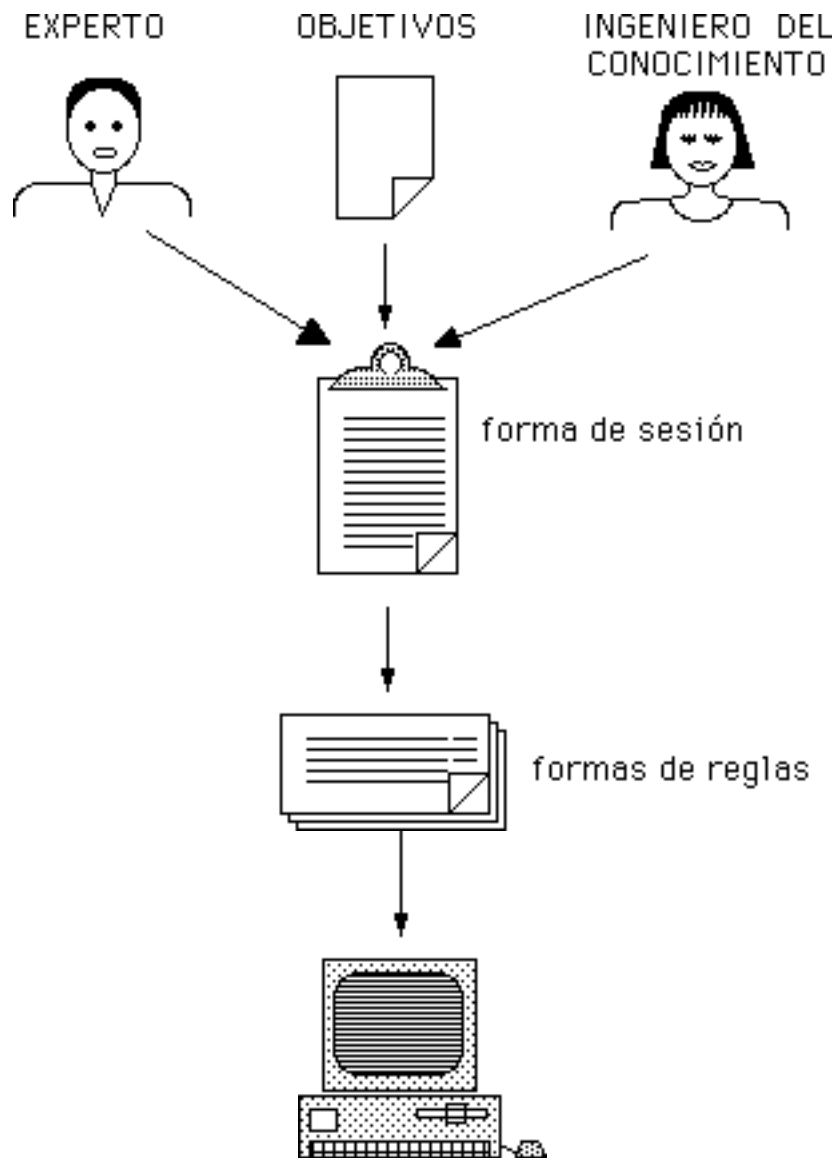 EXPERTO
OBJETIVOS
INGENIERO DEL
CONOCIMIENTO
forma de sesión
formas de reglas